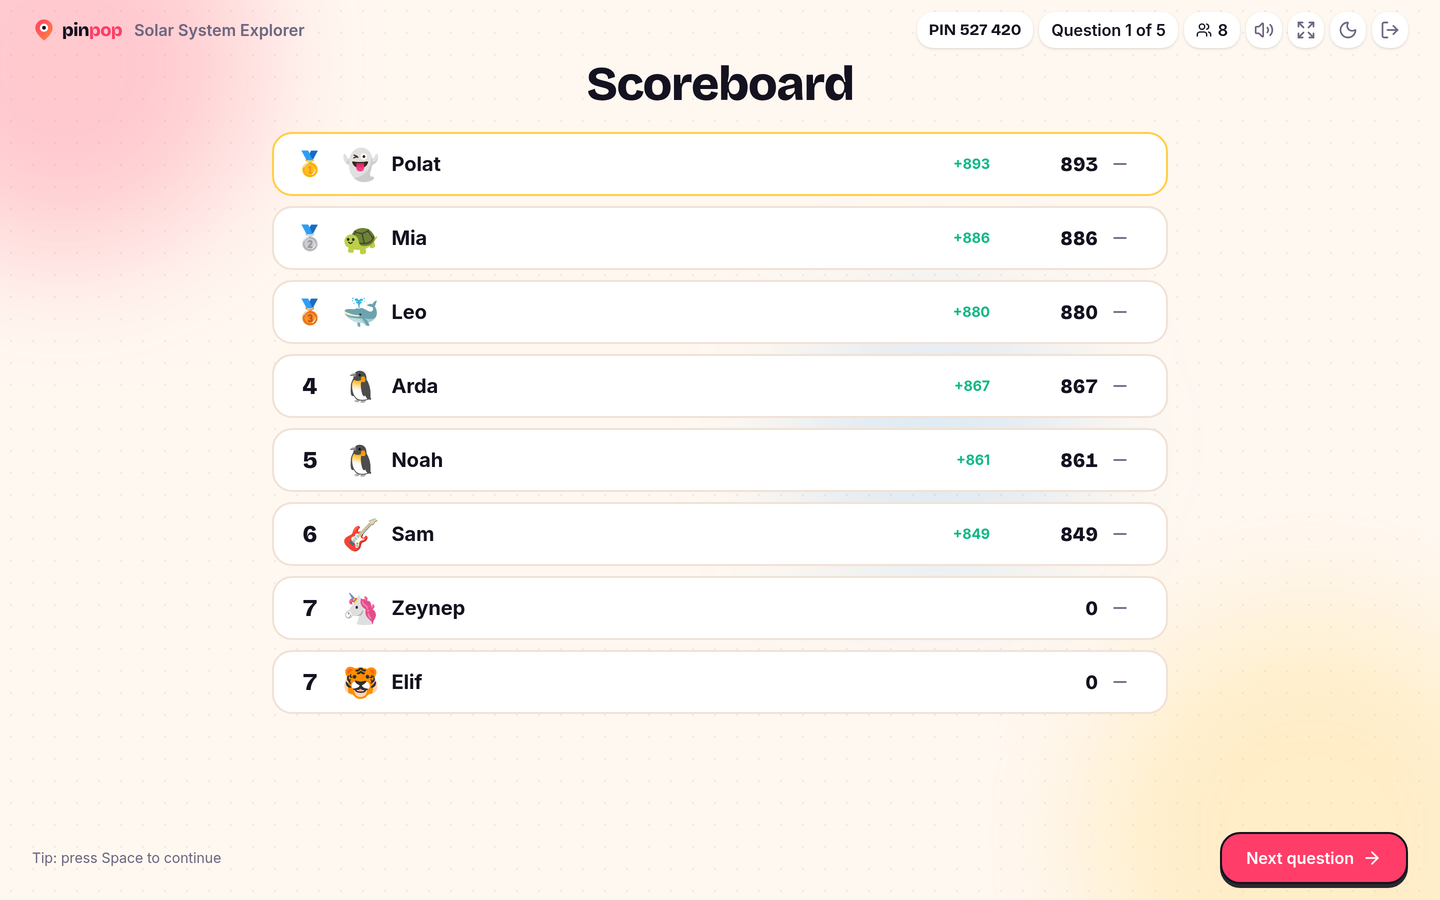 pinpop Solar System Explorer PIN 527 420 Question 1 of 5 8
Scoreboard
Polat +893 893 —
2 Mia +886 886 —
3 Leo +880 880 —
4 Arda +867 867 —
5 Noah +861 861 —
6 Sam +849 849 —
7 Zeynep 0 —
7 Elif 0 —
Tip: press Space to continue
Next question →